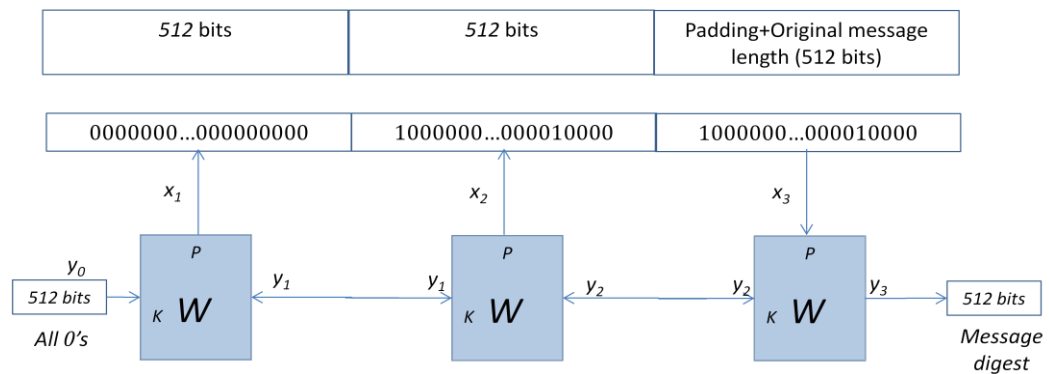 512 bits
512 bits
Padding+Original message
length (512 bits)
0000000...000000000
1000000...000010000
1000000...000010000
x1
x2
x3
P
P
P
y0
y1
y1
y2
y2
y3
512 bits
K W
K W
K W
512 bits
All 0's
Message
digest